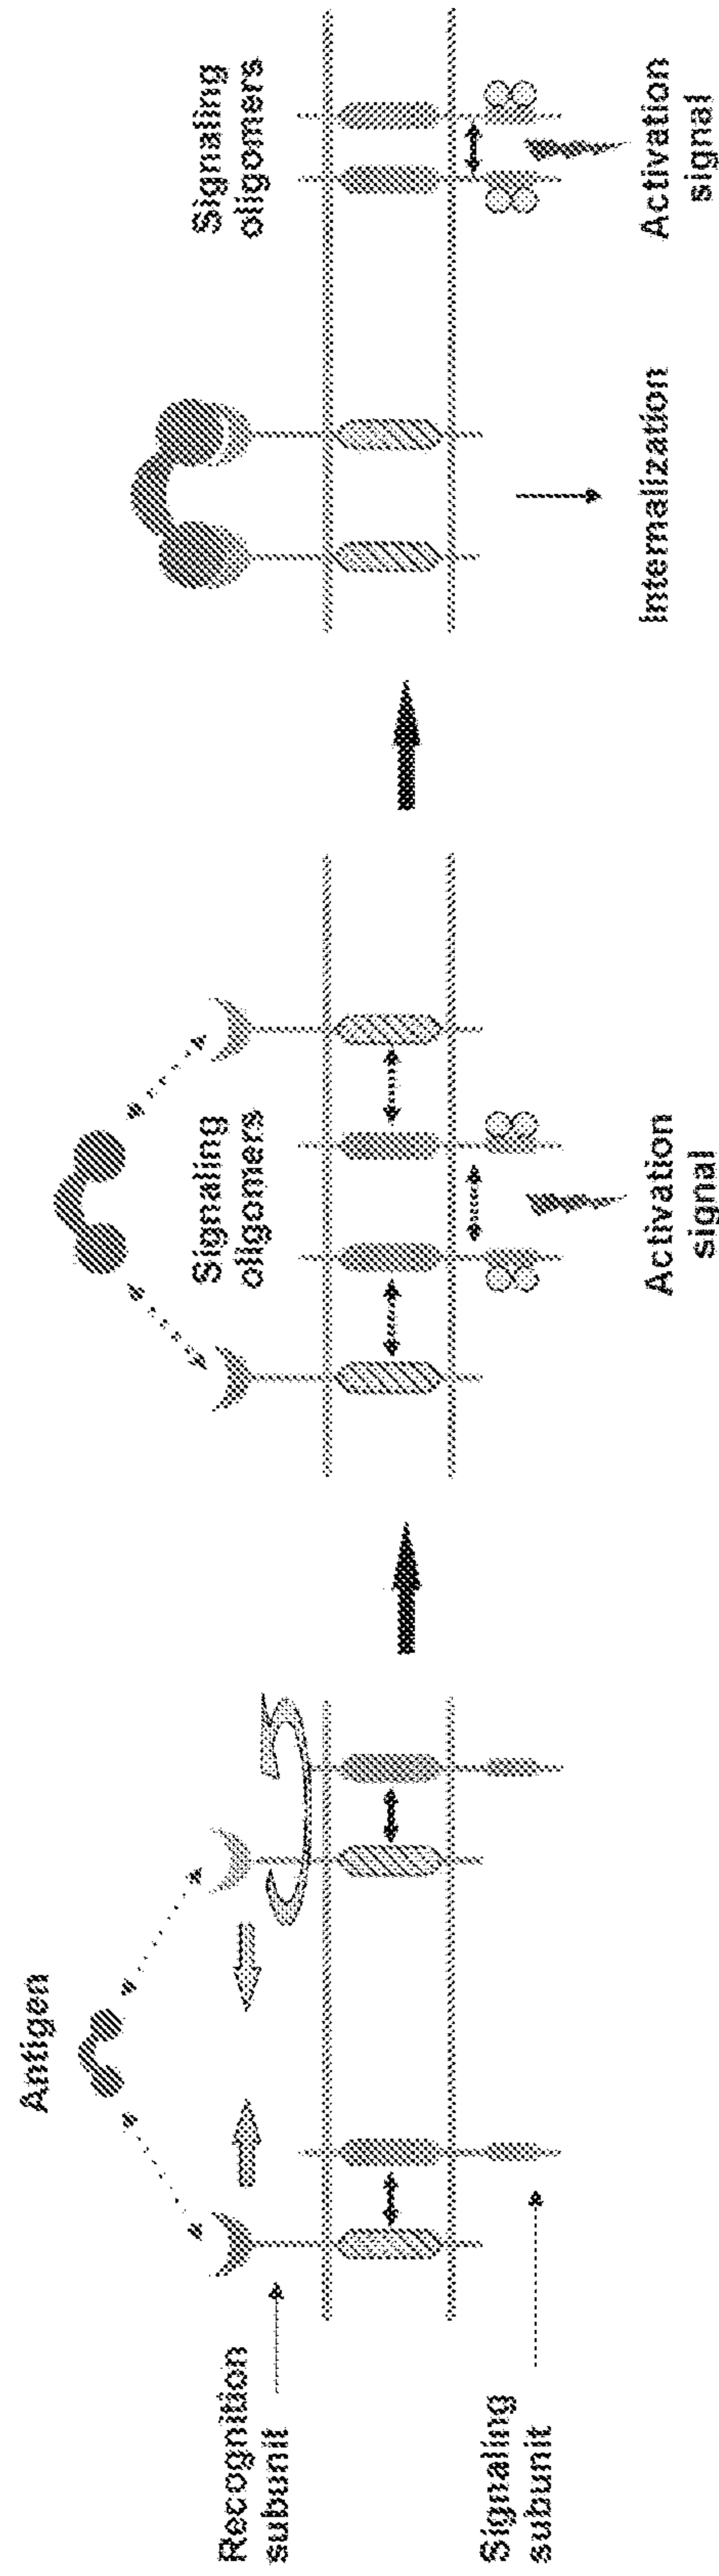 Antigen
Recognition
subunit
Signaling
subunit
Signaling
oligomers
Activation
signal
Signaling
oligomers
Internalization
Activation
signal